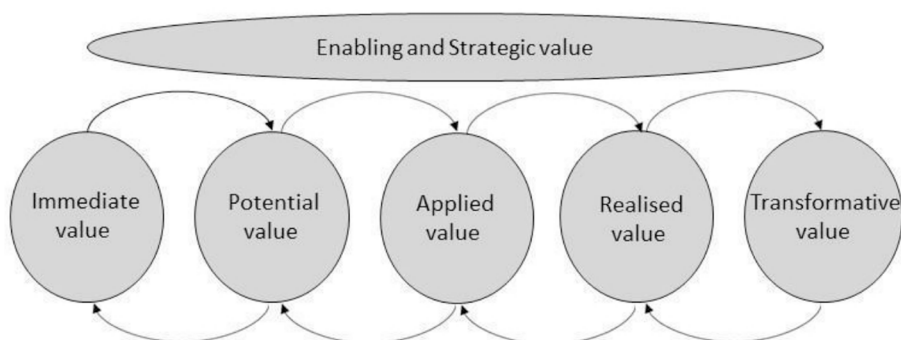 Enabling and Strategic value
Immediate
value
Potential
value
Applied
value
Realised
value
Transformative
value